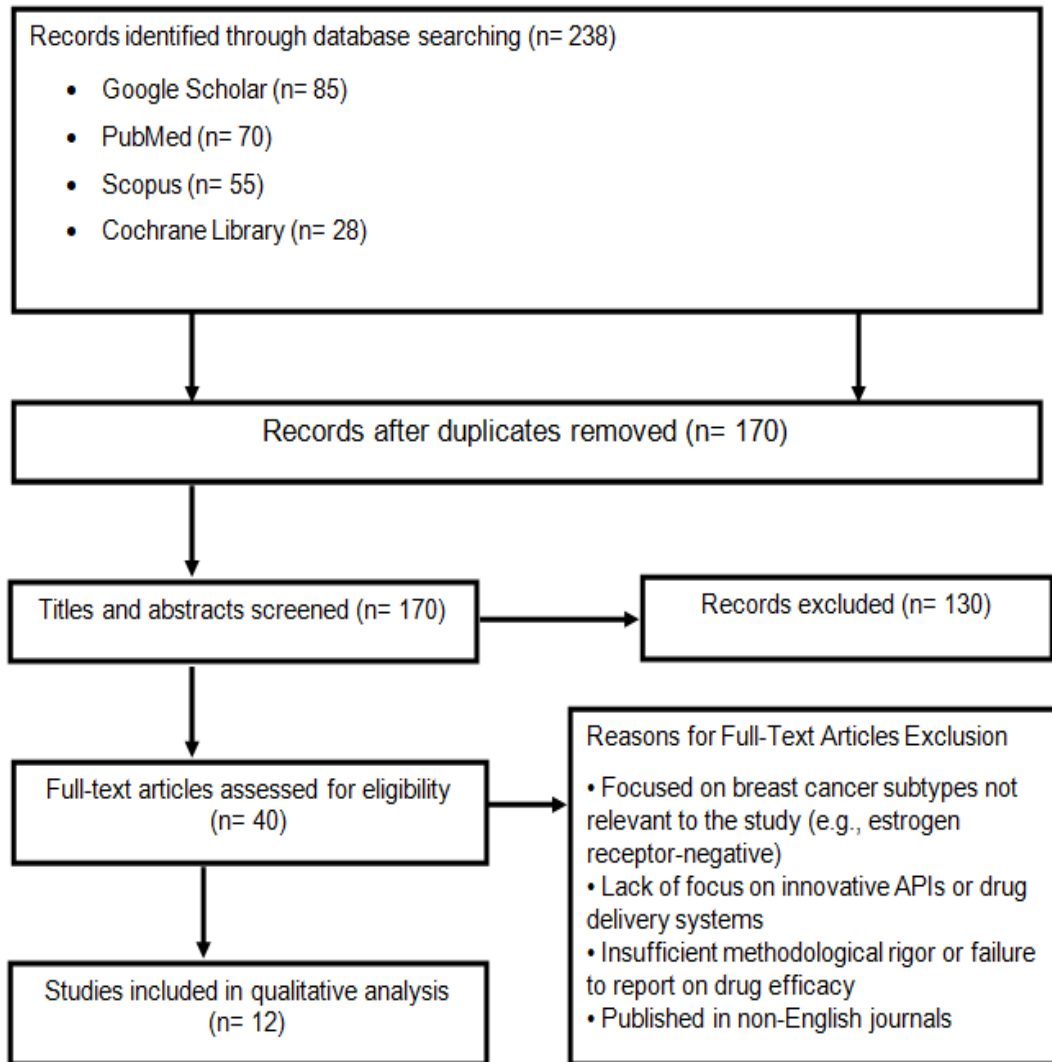 Records identified through database searching (n= 238)
• Google Scholar (n= 85)
• PubMed (n= 70)
• Scopus (n= 55)
• Cochrane Library (n= 28)
Records after duplicates removed (n= 170)
Titles and abstracts screened (n= 170)
Records excluded (n= 130)
Full-text articles assessed for eligibility
(n= 40)
Reasons for Full-Text Articles Exclusion
• Focused on breast cancer subtypes not
relevant to the study (e.g., estrogen
receptor-negative)
• Lack of focus on innovative APIs or drug
delivery systems
• Insufficient methodological rigor or failure
to report on drug efficacy
• Published in non-English journals
Studies included in qualitative analysis
(n= 12)